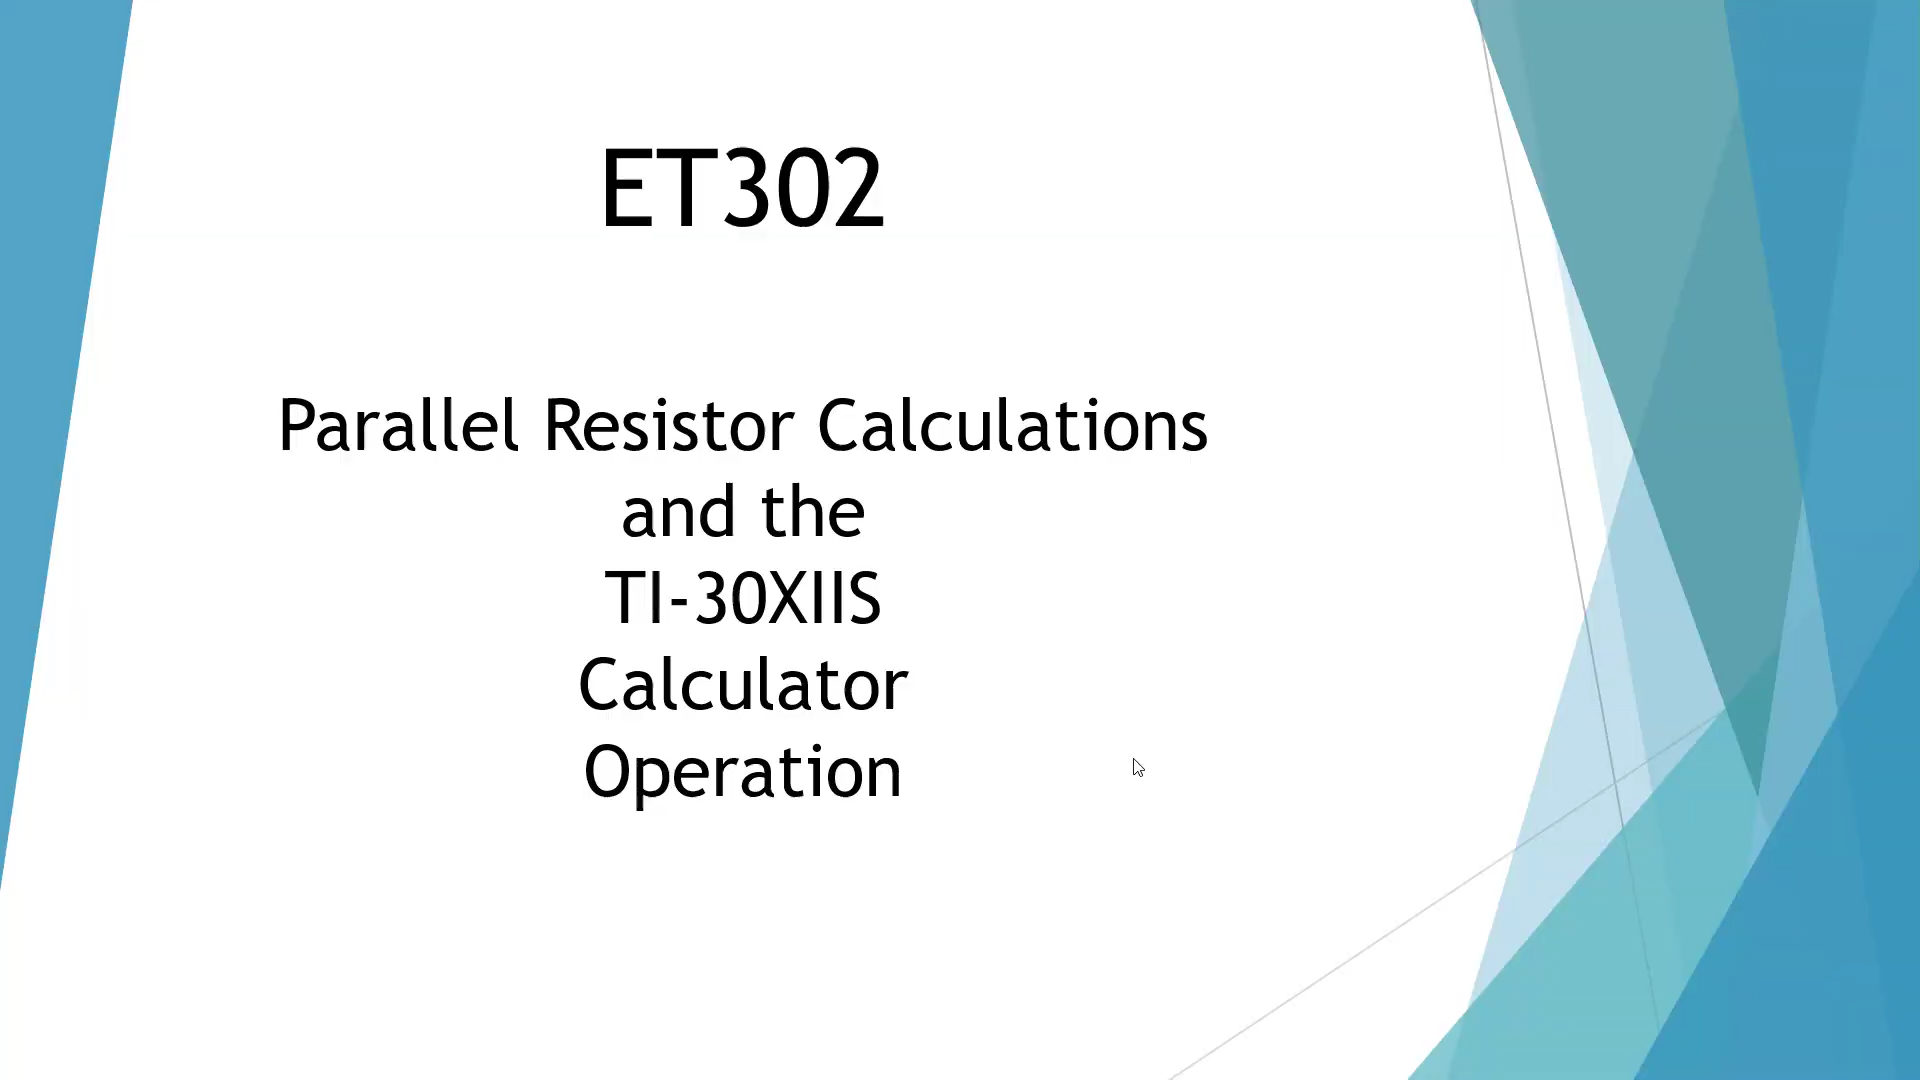 ET302
Parallel Resistor Calculations
and the
TI-30XIIS
Calculator
Operation